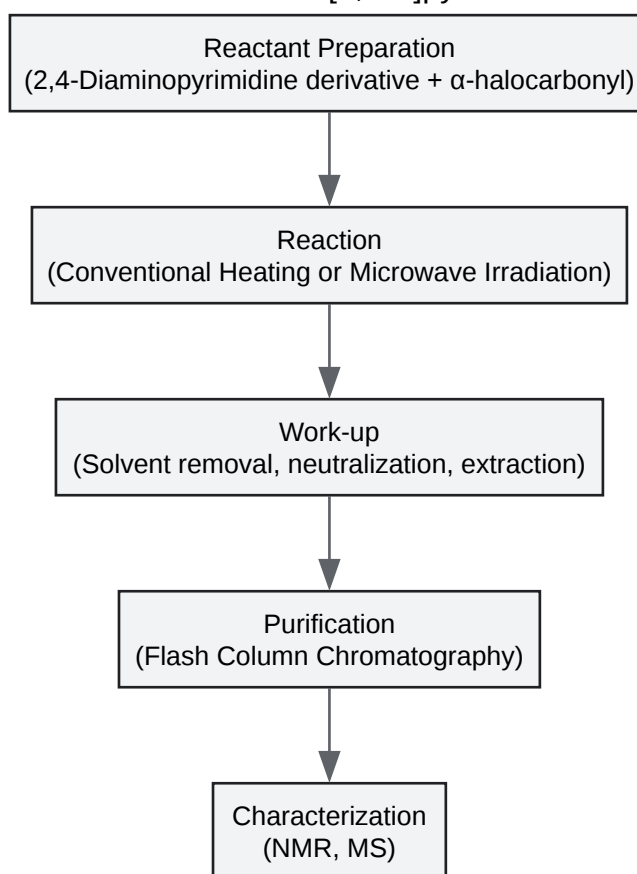 Reactant Preparation
(2,4-Diaminopyrimidine derivative + α-halocarbonyl)
Reaction
(Conventional Heating or Microwave Irradiation)
Work-up
(Solvent removal, neutralization, extraction)
Purification
(Flash Column Chromatography)
Characterization
(NMR, MS)